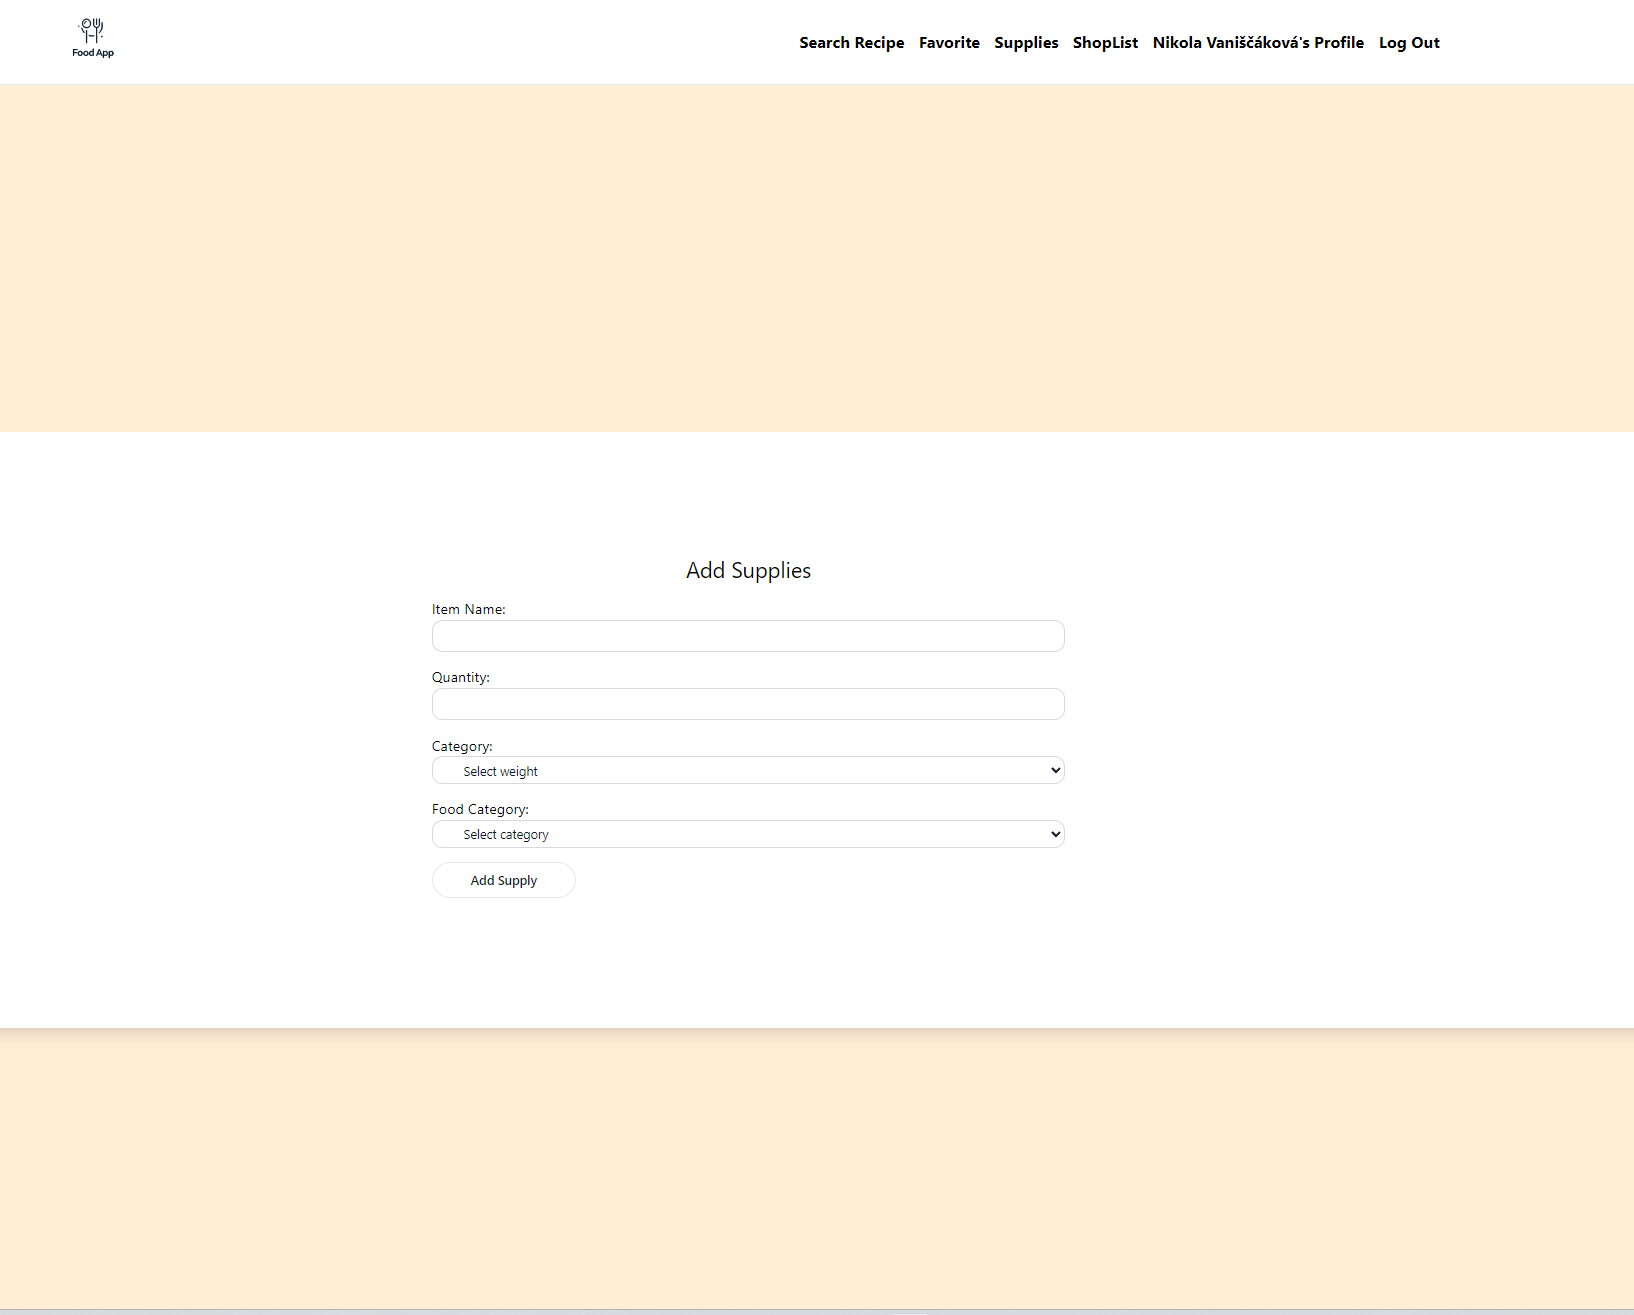 Food App
Search Recipe Favorite Supplies ShopList Nikola Vaniščáková's Profile Log Out
Add Supplies
Item Name:
Quantity:
Category:
Select weight
Food Category:
Select category
Add Supply